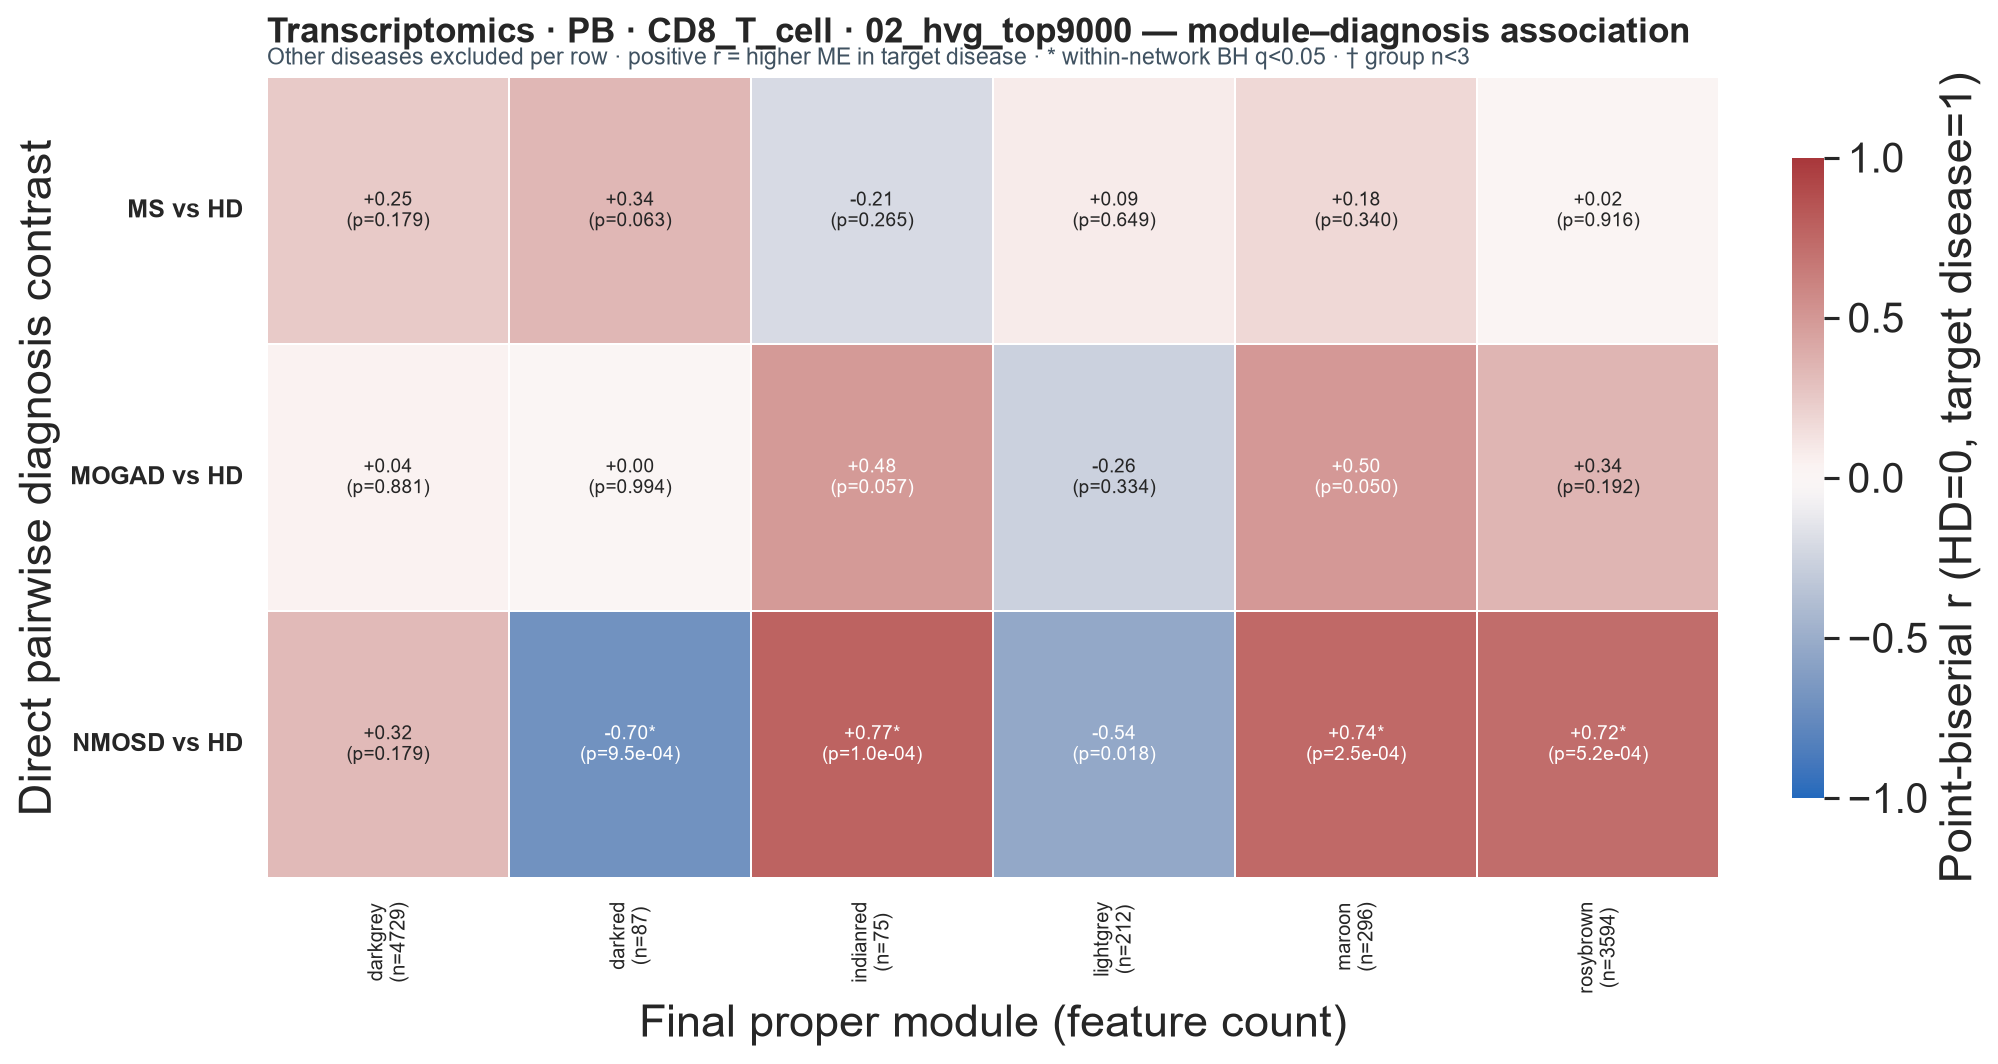 Transcriptomics · PB · CD8_T_cell · 02_hvg_top9000 — module–diagnosis association
Other diseases excluded per row · positive r = higher ME in target disease · * within-network BH q<0.05 · † group n<3
Direct pairwise diagnosis contrast
MS vs HD
+0.25
(p=0.179)
+0.34
(p=0.063)
-0.21
(p=0.265)
+0.09
(p=0.649)
+0.18
(p=0.340)
+0.02
(p=0.916)
MOGAD vs HD
+0.04
(p=0.881)
+0.00
(p=0.994)
+0.48
(p=0.057)
-0.26
(p=0.334)
+0.50
(p=0.050)
+0.34
(p=0.192)
NMOSD vs HD
+0.32
(p=0.179)
-0.70*
(p=9.5e-04)
+0.77*
(p=1.0e-04)
-0.54
(p=0.018)
+0.74*
(p=2.5e-04)
+0.72*
(p=5.2e-04)
darkgrey
(n=4729)
darkred
(n=87)
indianred
(n=75)
lightgrey
(n=212)
maroon
(n=296)
rosybrown
(n=3594)
Final proper module (feature count)
1.0
0.5
0.0
−0.5
−1.0
Point-biserial r (HD=0, target disease=1)